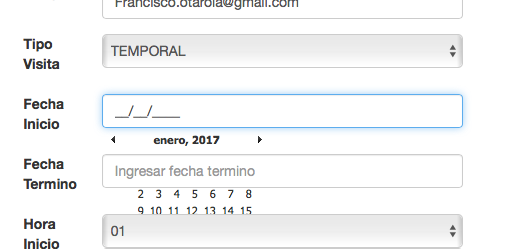 Francisco.otarola@gmail.com
Tipo
Visita
TEMPORAL
Fecha
Inicio
__/__/____
enero, 2017
Fecha
Termino
Ingresar fecha termino
2 3 4 5 6 7 8
9 10 11 12 13 14 15
Hora
Inicio
01